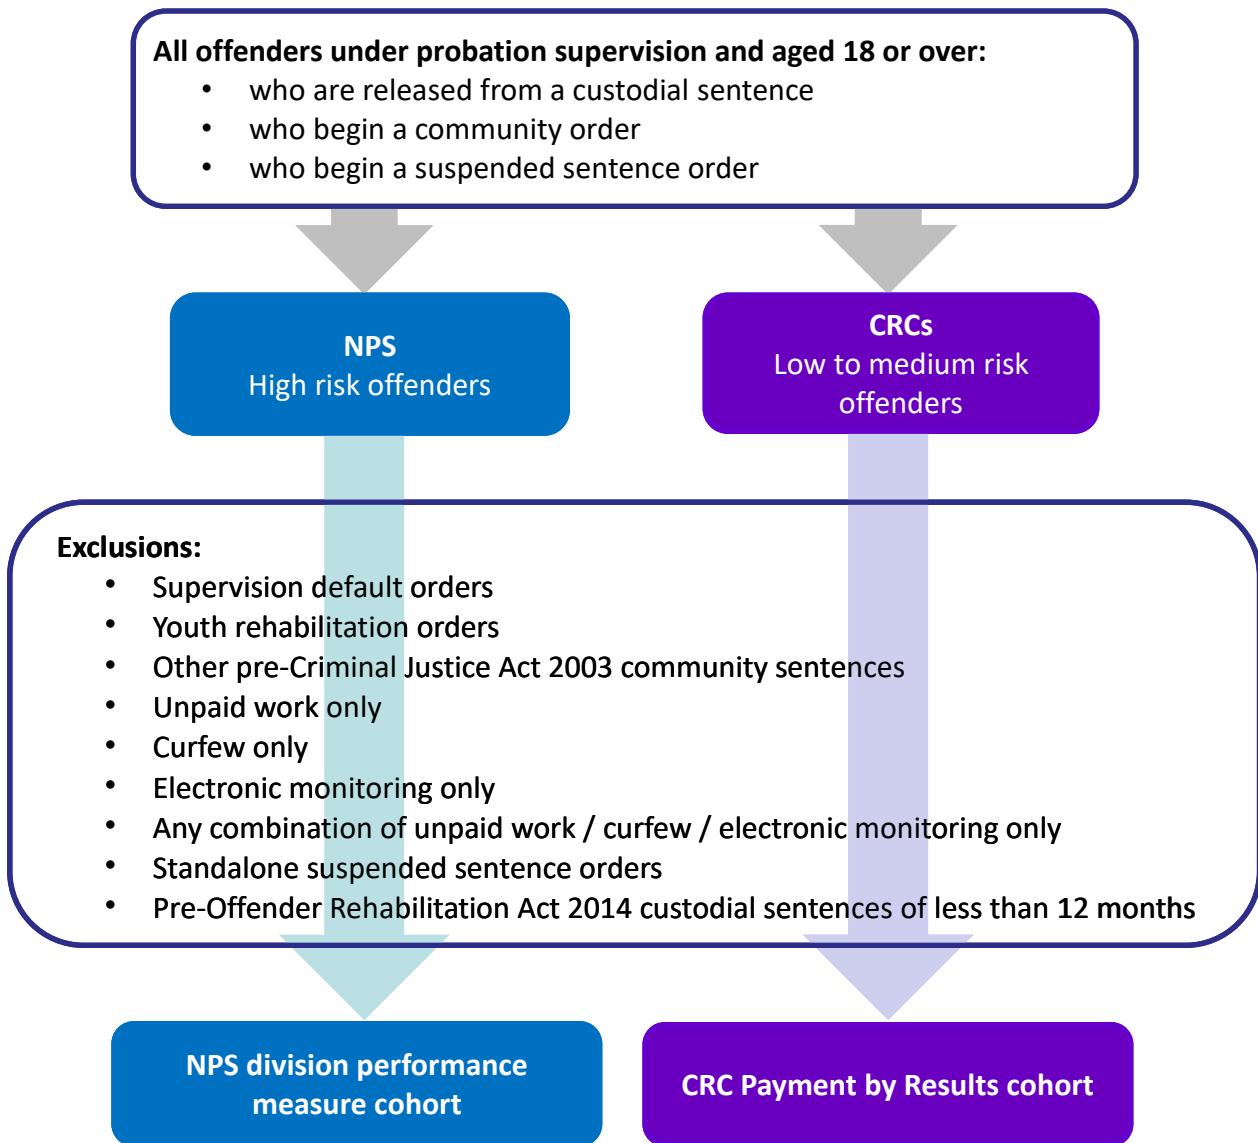 All offenders under probation supervision and aged 18 or over:
• who are released from a custodial sentence
• who begin a community order
• who begin a suspended sentence order
NPS
High risk offenders
CRCs
Low to medium risk
offenders
Exclusions:
• Supervision default orders
• Youth rehabilitation orders
• Other pre-Criminal Justice Act 2003 community sentences
• Unpaid work only
• Curfew only
• Electronic monitoring only
• Any combination of unpaid work / curfew / electronic monitoring only
• Standalone suspended sentence orders
• Pre-Offender Rehabilitation Act 2014 custodial sentences of less than 12 months
NPS division performance
measure cohort
CRC Payment by Results cohort